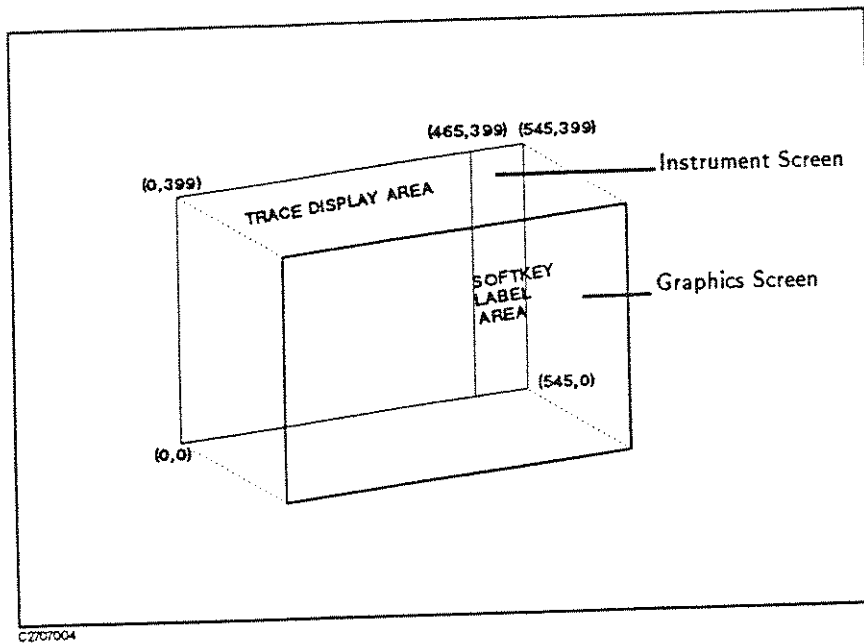 (465,399) (545,399)
Instrument Screen
(0,399)
TRACE DISPLAY AREA
SOFTKEY
LABEL
AREA
Graphics Screen
(545,0)
(0,0)
C2707004